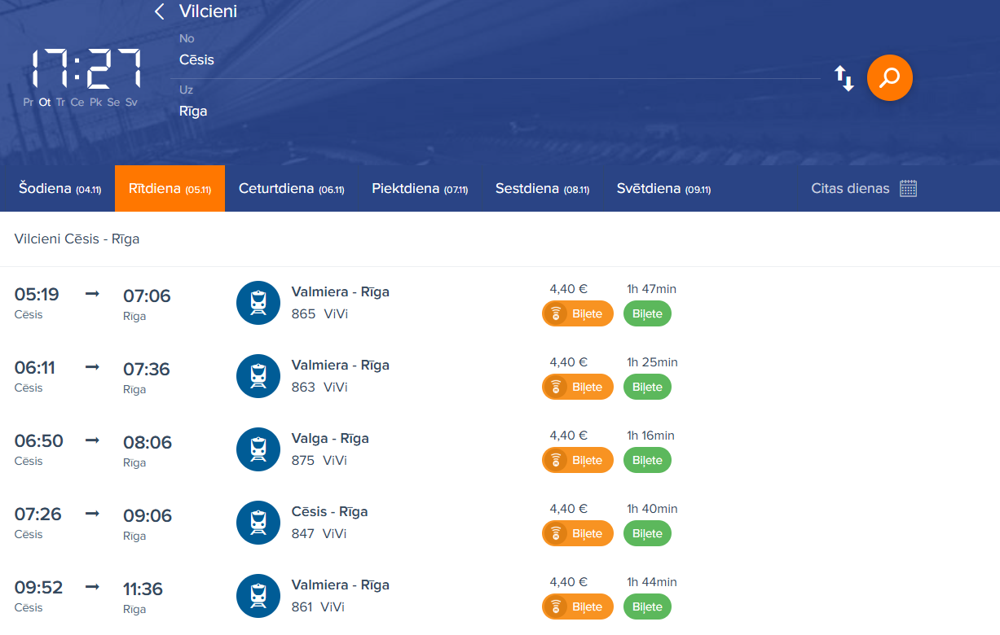 Vilcieni
No
Cēsis
17:27
Pr Ot Tr Ce Pk Se Sv
Uz
Rīga
Šodiena (04.11) Rītdiena (05.11) Ceturtdiena (06.11) Piektdiena (07.11) Sestdiena (08.11) Svētdiena (09.11) Citas dienas
Vilcieni Cēsis - Rīga
05:19 → 07:06 Valmiera - Rīga 4,40 € 1h 47min
Cēsis Rīga 865 ViVi Biļete Biļete
06:11 → 07:36 Valmiera - Rīga 4,40 € 1h 25min
Cēsis Rīga 863 ViVi Biļete Biļete
06:50 → 08:06 Valga - Rīga 4,40 € 1h 16min
Cēsis Rīga 875 ViVi Biļete Biļete
07:26 → 09:06 Cēsis - Rīga 4,40 € 1h 40min
Cēsis Rīga 847 ViVi Biļete Biļete
09:52 → 11:36 Valmiera - Rīga 4,40 € 1h 44min
Cēsis Rīga 861 ViVi Biļete Biļete